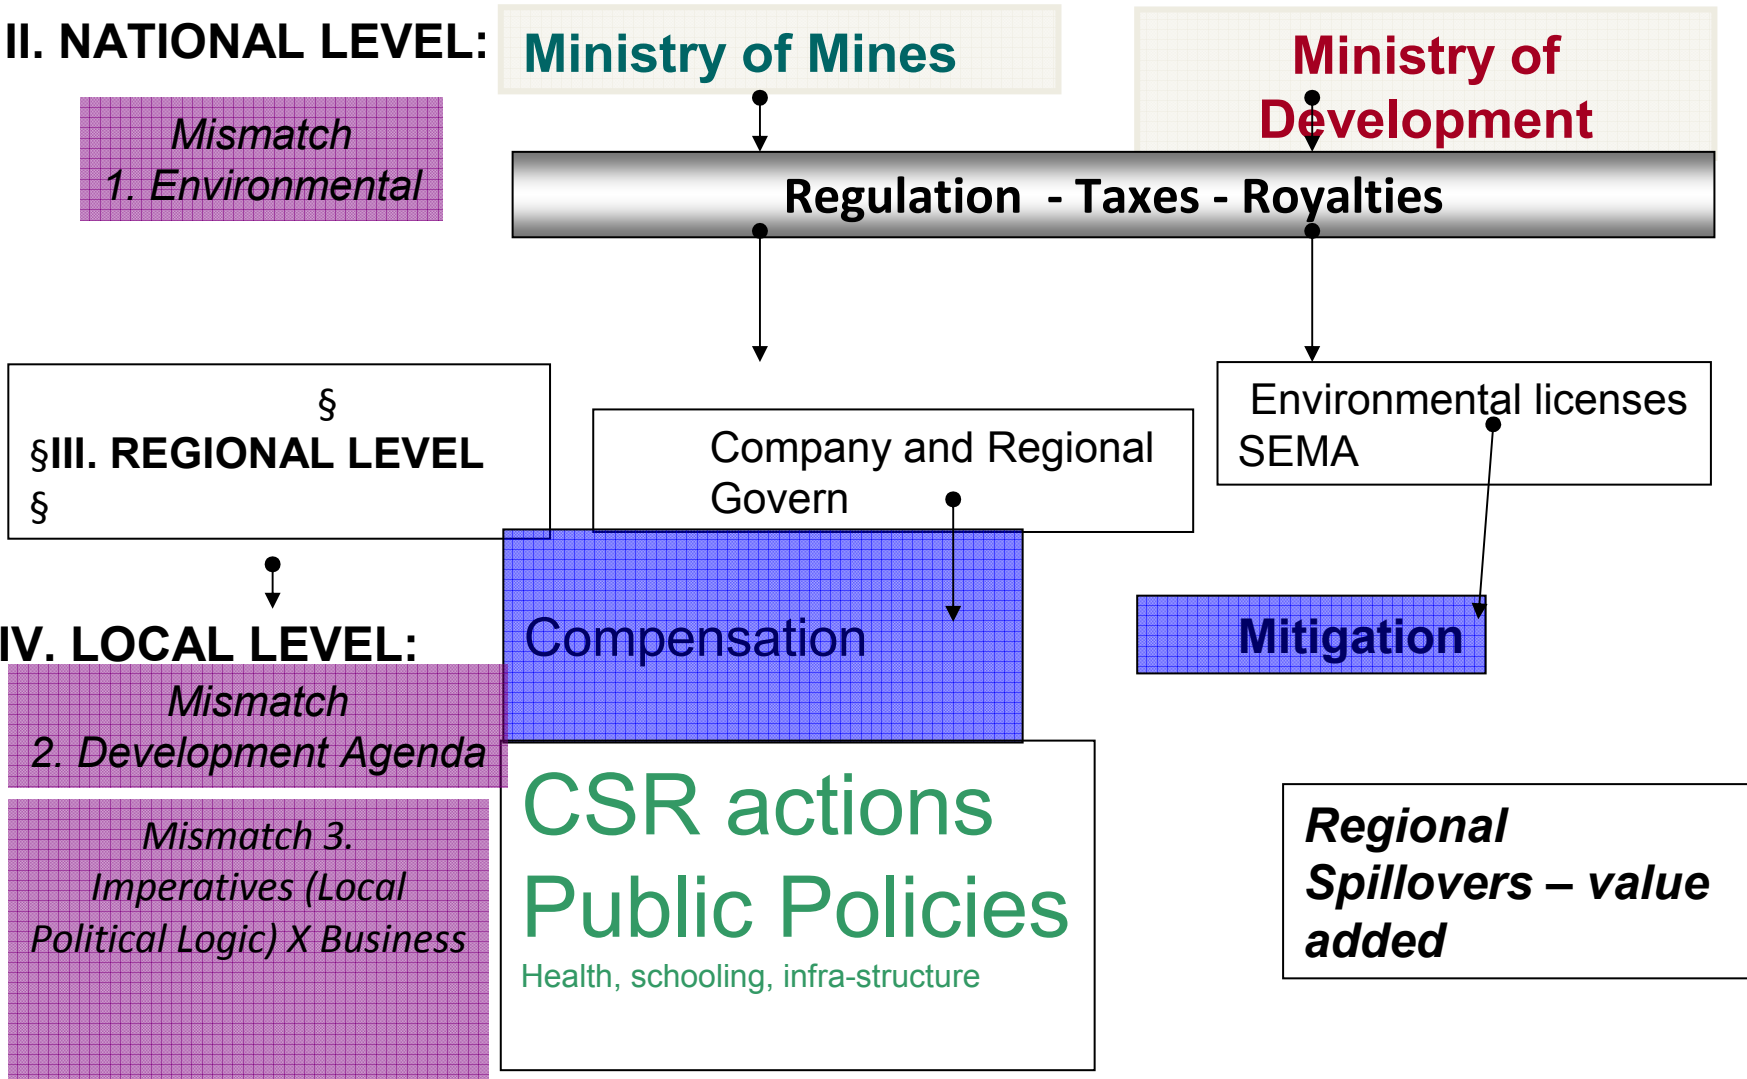 II. NATIONAL LEVEL:
Ministry of Mines
Ministry of
Development
Mismatch
1. Environmental
Regulation - Taxes - Royalties
§
§III. REGIONAL LEVEL
§
Company and Regional
Govern
Environmental licenses
SEMA
IV. LOCAL LEVEL:
Compensation
Mitigation
Mismatch
2. Development Agenda
Mismatch 3.
Imperatives (Local
Political Logic) X Business
CSR actions
Public Policies
Health, schooling, infra-structure
Regional
Spillovers – value
added